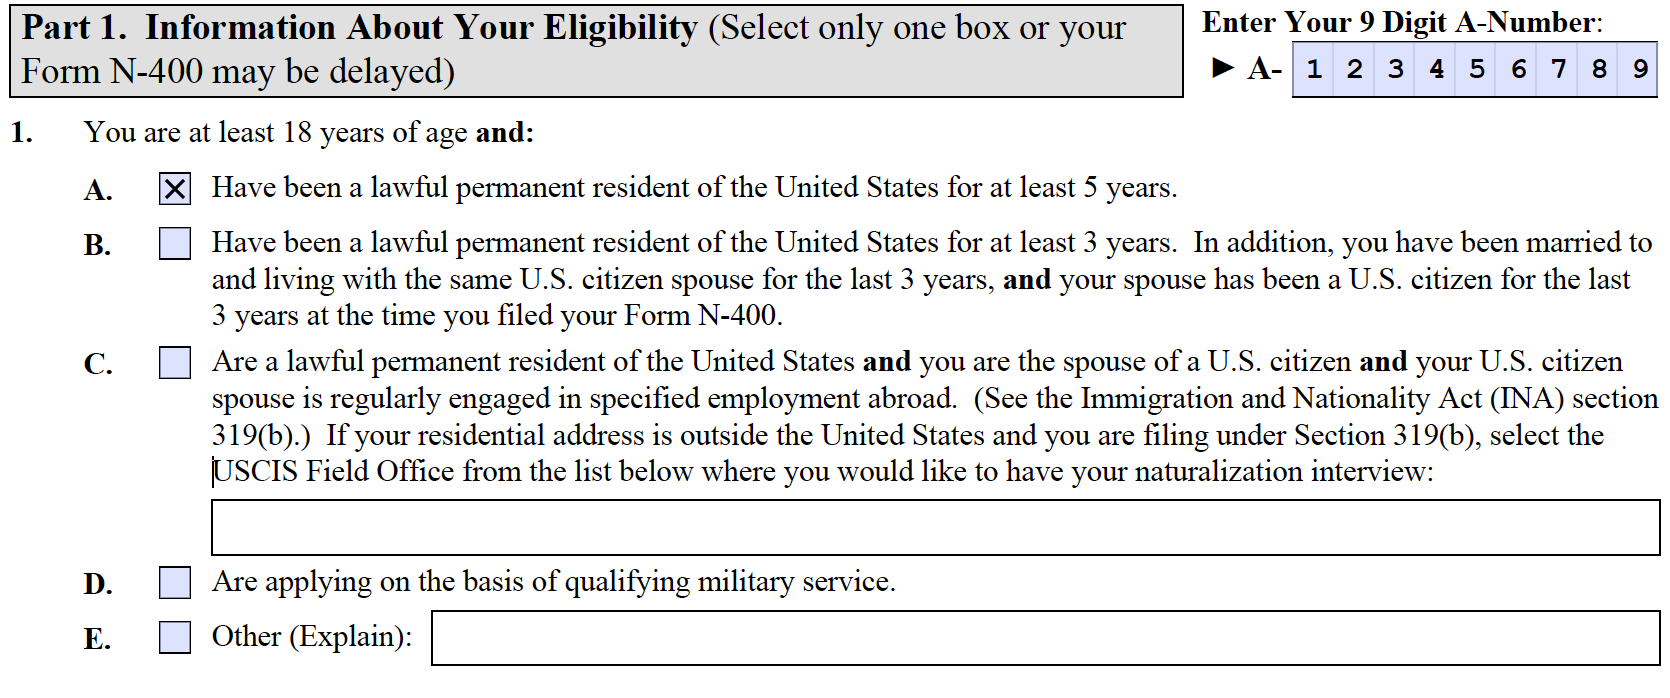 Part 1. Information About Your Eligibility (Select only one box or your
Form N-400 may be delayed)
Enter Your 9 Digit A-Number:
► A- 1 2 3 4 5 6 7 8 9
1. You are at least 18 years of age and:
A. ☒ Have been a lawful permanent resident of the United States for at least 5 years.
B. ☐ Have been a lawful permanent resident of the United States for at least 3 years. In addition, you have been married to
and living with the same U.S. citizen spouse for the last 3 years, and your spouse has been a U.S. citizen for the last
3 years at the time you filed your Form N-400.
C. ☐ Are a lawful permanent resident of the United States and you are the spouse of a U.S. citizen and your U.S. citizen
spouse is regularly engaged in specified employment abroad. (See the Immigration and Nationality Act (INA) section
319(b).) If your residential address is outside the United States and you are filing under Section 319(b), select the
USCIS Field Office from the list below where you would like to have your naturalization interview:
D. ☐ Are applying on the basis of qualifying military service.
E. ☐ Other (Explain):